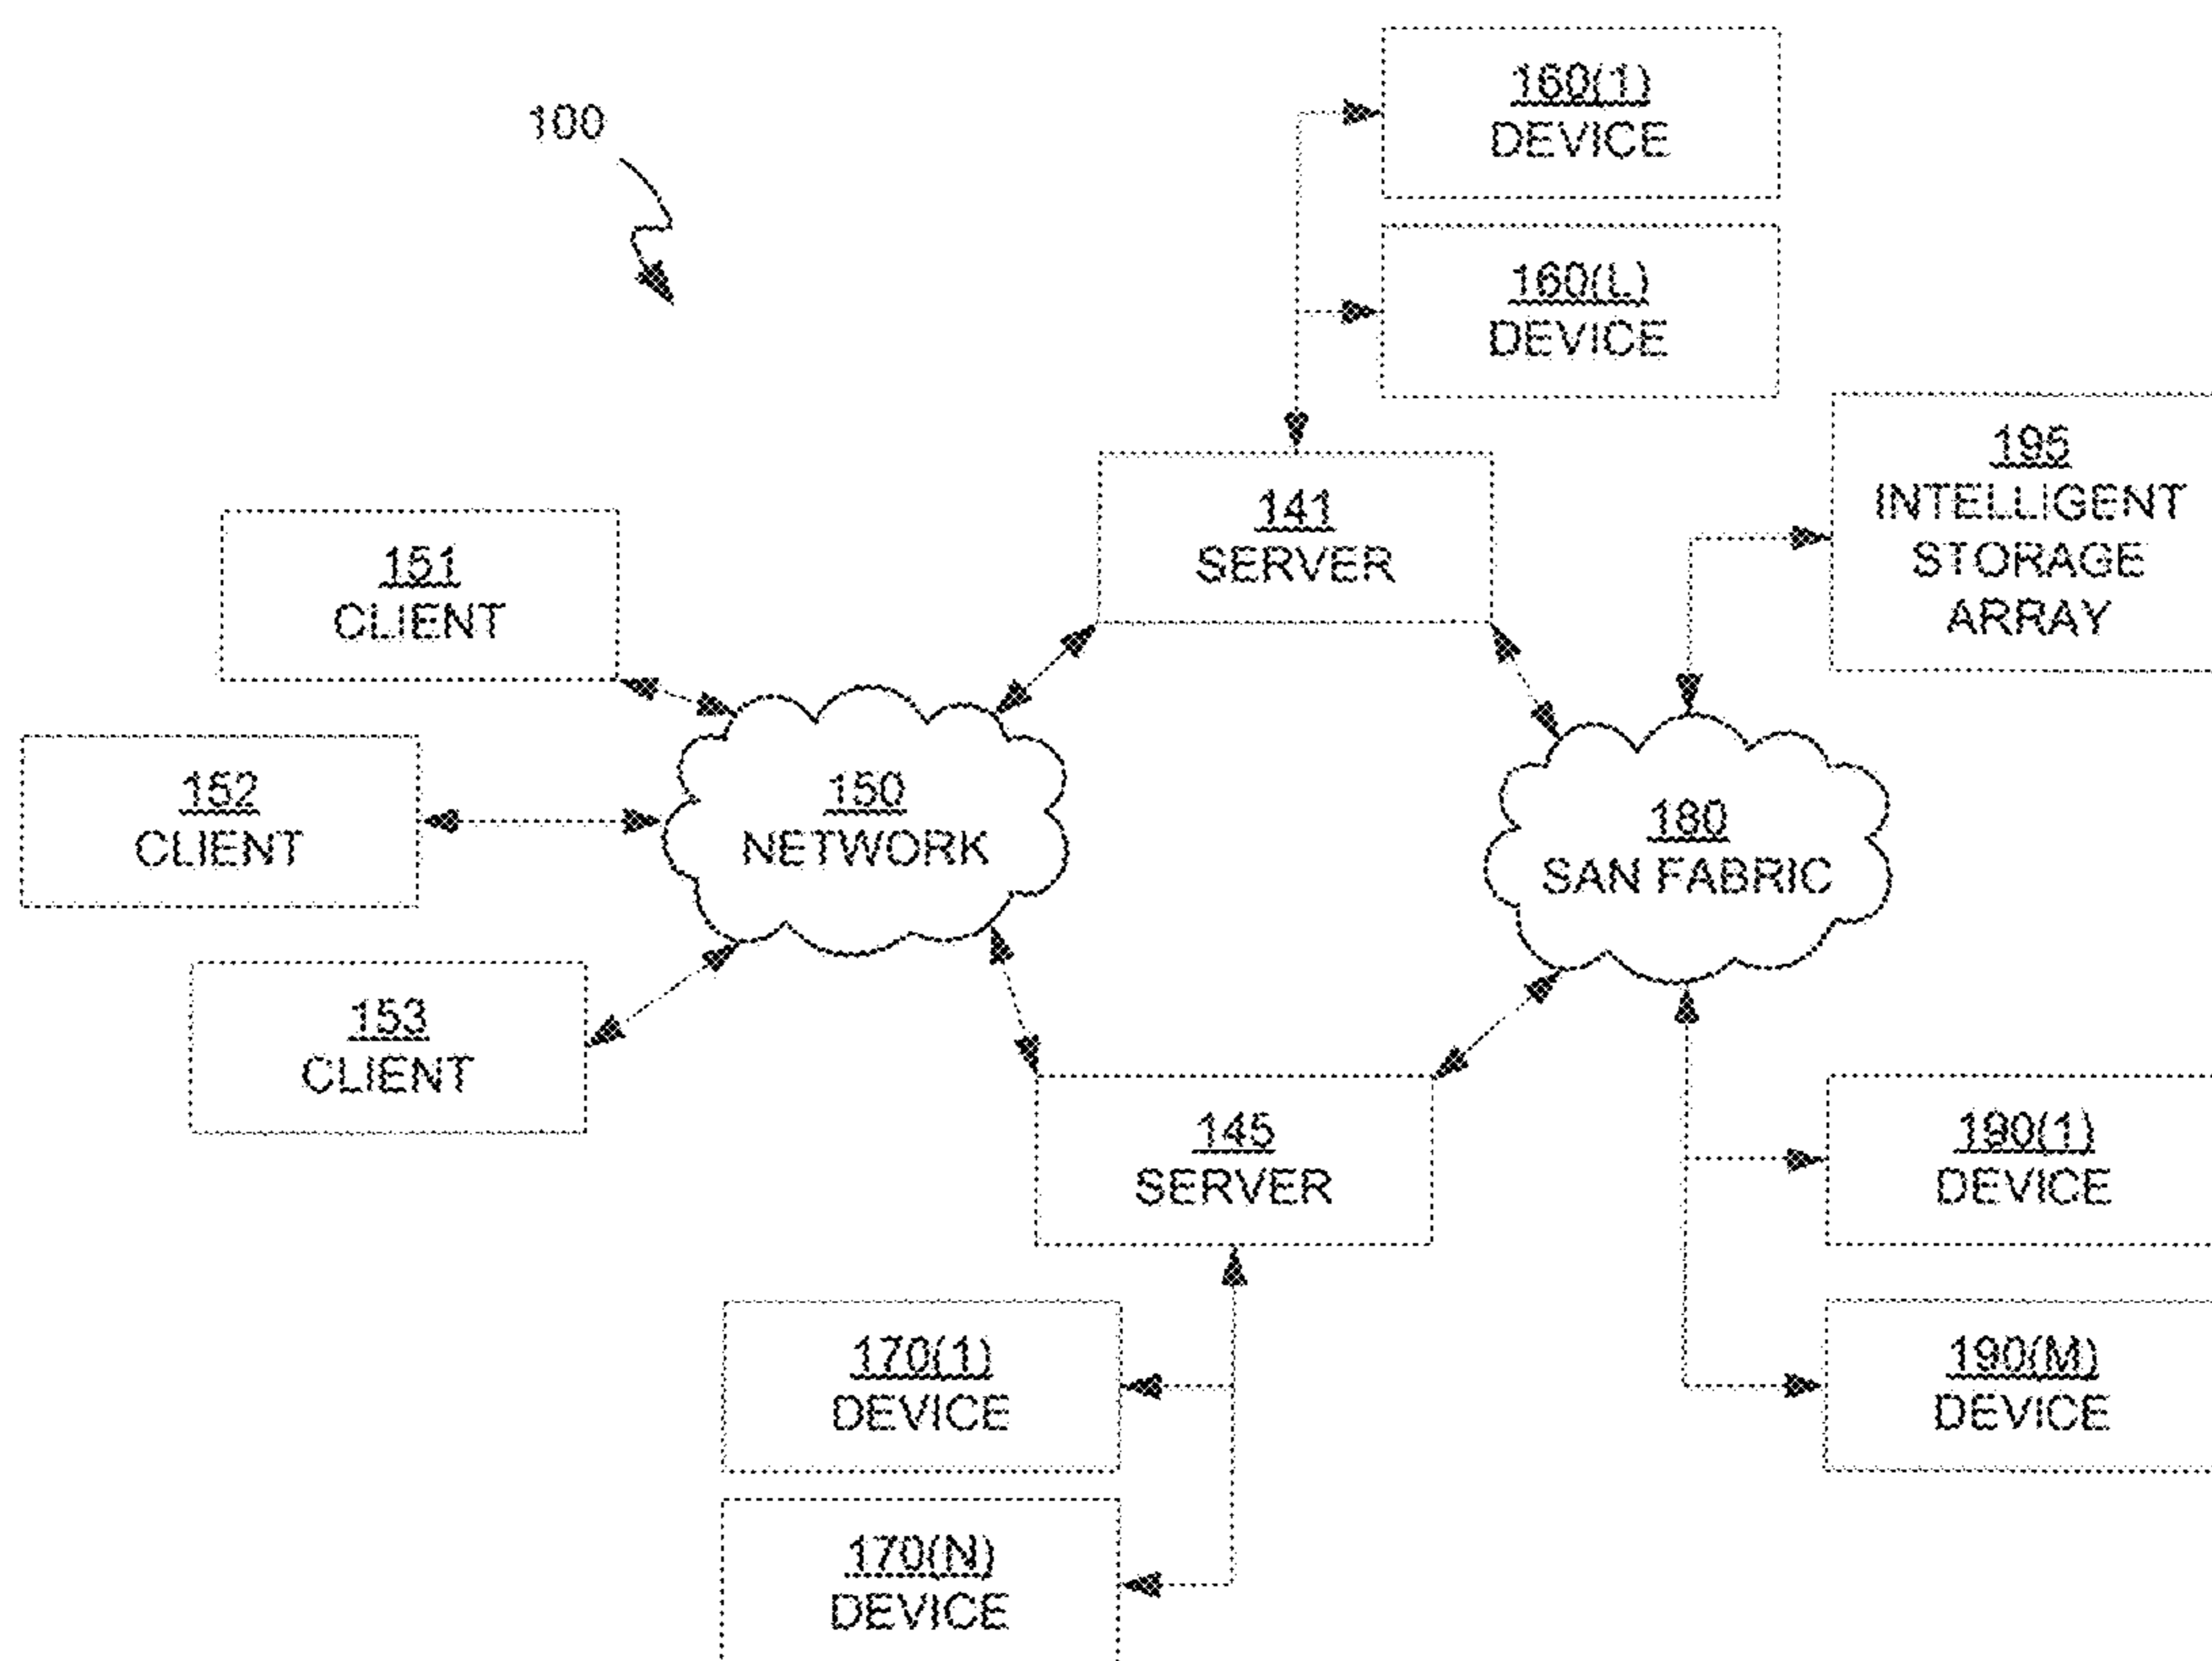 100
160(1)
DEVICE
160(L)
DEVICE
195
INTELLIGENT
STORAGE
ARRAY
141
SERVER
151
CLIENT
152
CLIENT
150
NETWORK
180
SAN FABRIC
153
CLIENT
145
SERVER
190(1)
DEVICE
170(1)
DEVICE
190(M)
DEVICE
170(N)
DEVICE